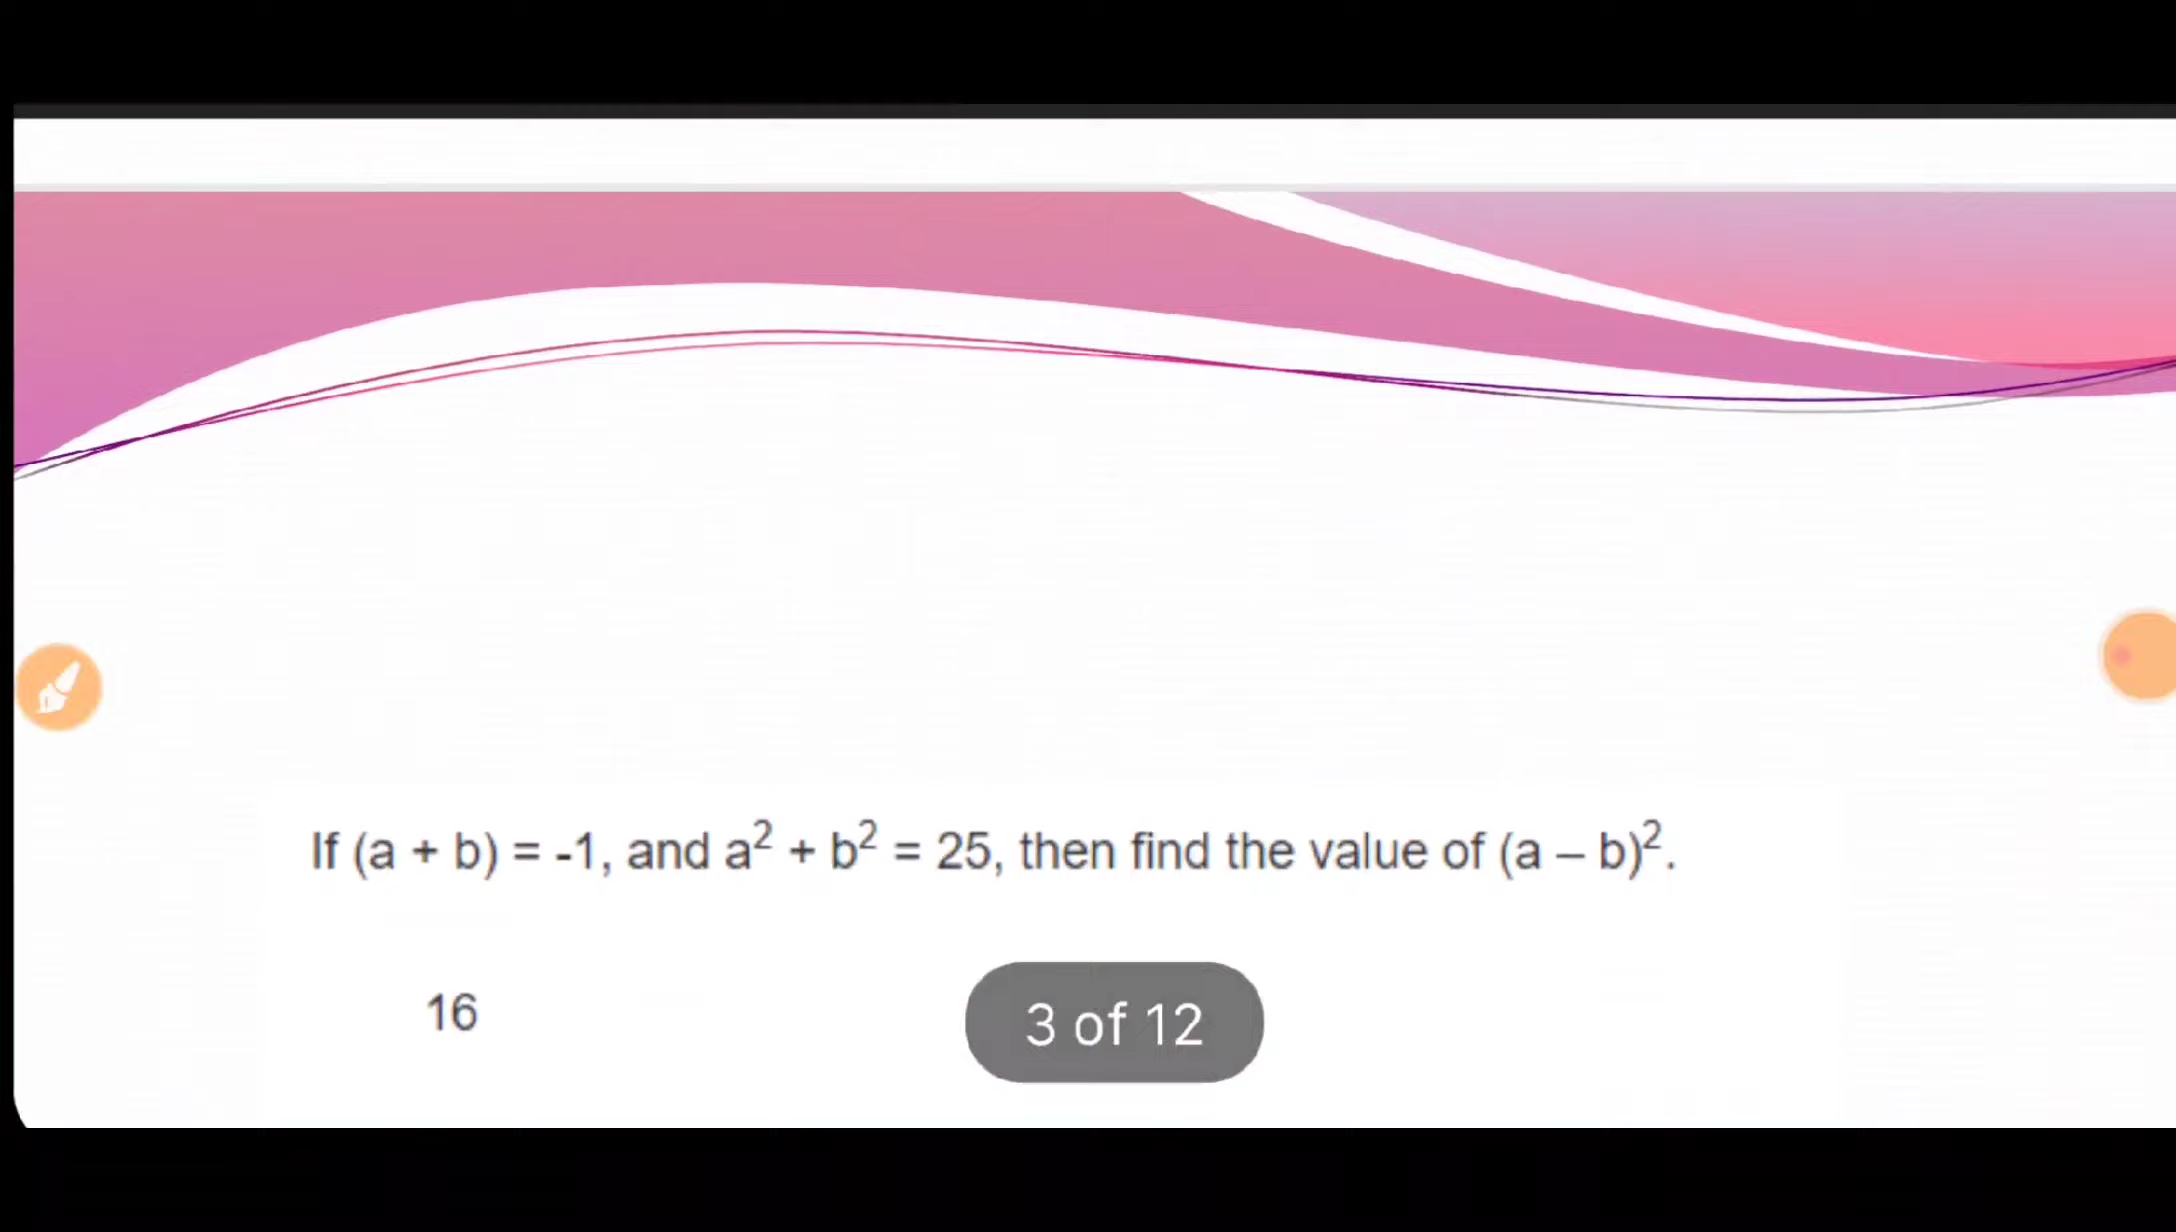 If (a + b) = -1, and a² + b² = 25, then find the value of (a – b)².
16
3 of 12